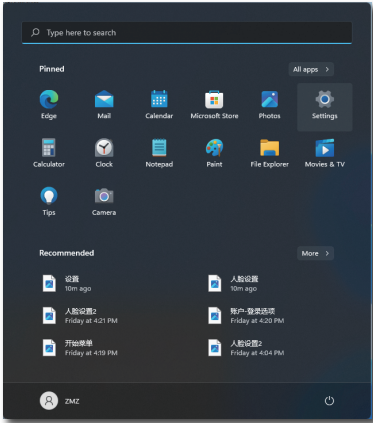 Type here to search
Pinned
All apps >
Edge
Mail
Calendar
Microsoft Store
Photos
Settings
Calculator
Clock
Notepad
Paint
File Explorer
Movies & TV
Tips
Camera
Recommended
More >
设置
10m ago
人脸设置
10m ago
人脸设置2
Friday at 4:21 PM
账户-登录选项
Friday at 4:20 PM
开始菜单
Friday at 4:19 PM
人脸设置2
Friday at 4:04 PM
ZMZ